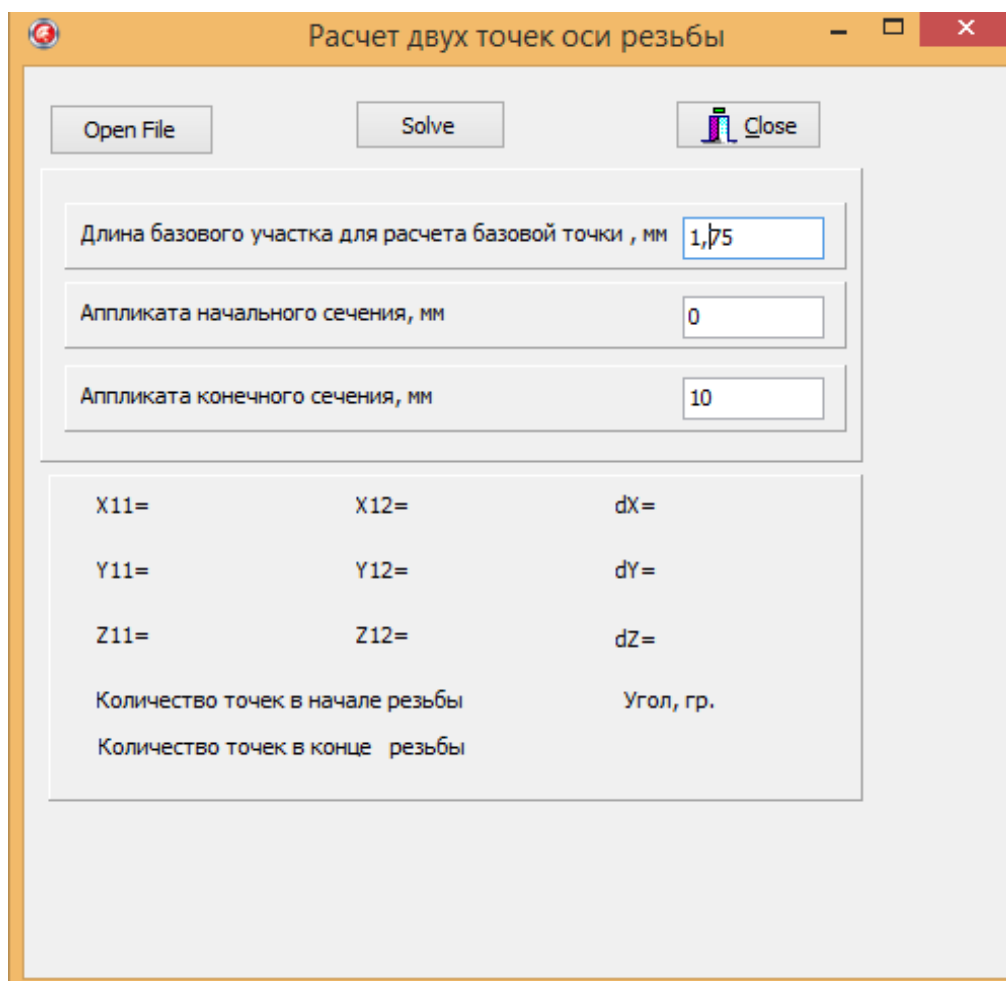 Расчет двух точек оси резьбы
Open File Solve Close
Длина базового участка для расчета базовой точки , мм 1,75
Аппликата начального сечения, мм 0
Аппликата конечного сечения, мм 10
X11= X12= dX=
Y11= Y12= dY=
Z11= Z12= dZ=
Количество точек в начале резьбы Угол, гр.
Количество точек в конце резьбы